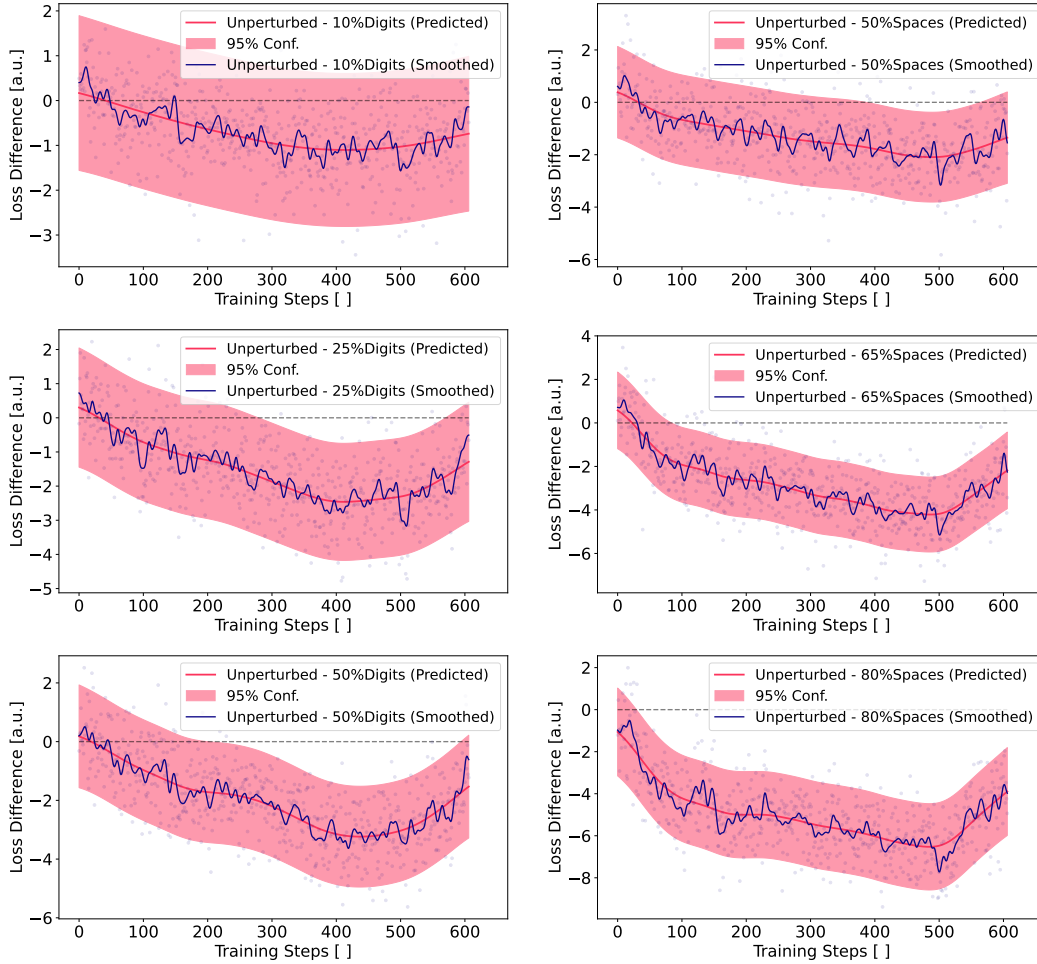 Unperturbed - 10%Digits (Predicted)
95% Conf.
Unperturbed - 10%Digits (Smoothed)
Loss Difference [a.u.]
2
1
0
−1
−2
−3
0 100 200 300 400 500 600
Training Steps [ ]
Unperturbed - 50%Spaces (Predicted)
95% Conf.
Unperturbed - 50%Spaces (Smoothed)
Loss Difference [a.u.]
2
0
−2
−4
−6
0 100 200 300 400 500 600
Training Steps [ ]
Unperturbed - 25%Digits (Predicted)
95% Conf.
Unperturbed - 25%Digits (Smoothed)
Loss Difference [a.u.]
2
1
0
−1
−2
−3
−4
−5
0 100 200 300 400 500 600
Training Steps [ ]
Unperturbed - 65%Spaces (Predicted)
95% Conf.
Unperturbed - 65%Spaces (Smoothed)
Loss Difference [a.u.]
4
2
0
−2
−4
−6
0 100 200 300 400 500 600
Training Steps [ ]
Unperturbed - 50%Digits (Predicted)
95% Conf.
Unperturbed - 50%Digits (Smoothed)
Loss Difference [a.u.]
2
0
−2
−4
−6
0 100 200 300 400 500 600
Training Steps [ ]
Unperturbed - 80%Spaces (Predicted)
95% Conf.
Unperturbed - 80%Spaces (Smoothed)
Loss Difference [a.u.]
2
0
−2
−4
−6
−8
0 100 200 300 400 500 600
Training Steps [ ]